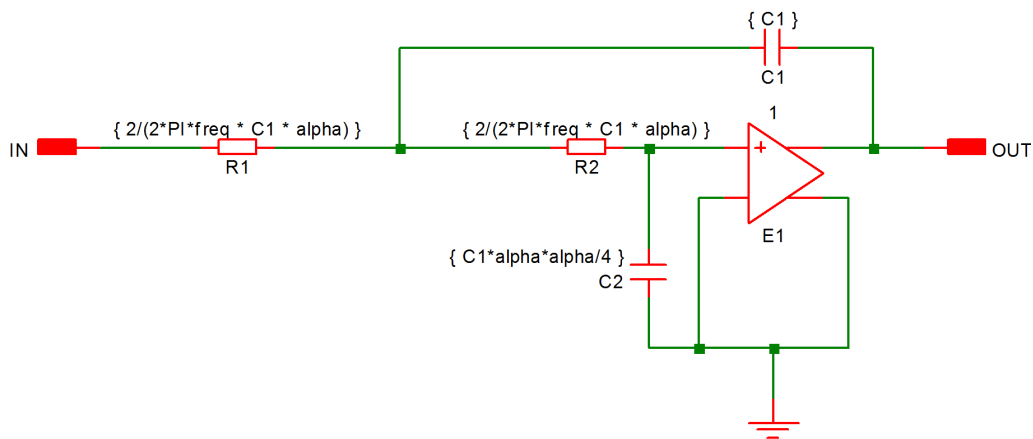 { C1 }
C1
{ 2/(2*PI*freq * C1 * alpha) }
{ 2/(2*PI*freq * C1 * alpha) }
1
IN
R1
R2
+
OUT
E1
{ C1*alpha*alpha/4 }
C2